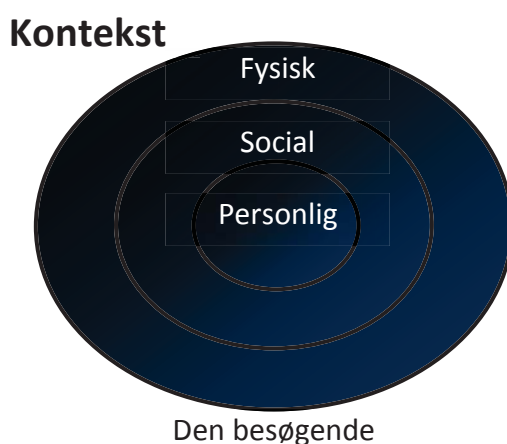 Kontekst
Fysisk
Social
Personlig
Den besøgende